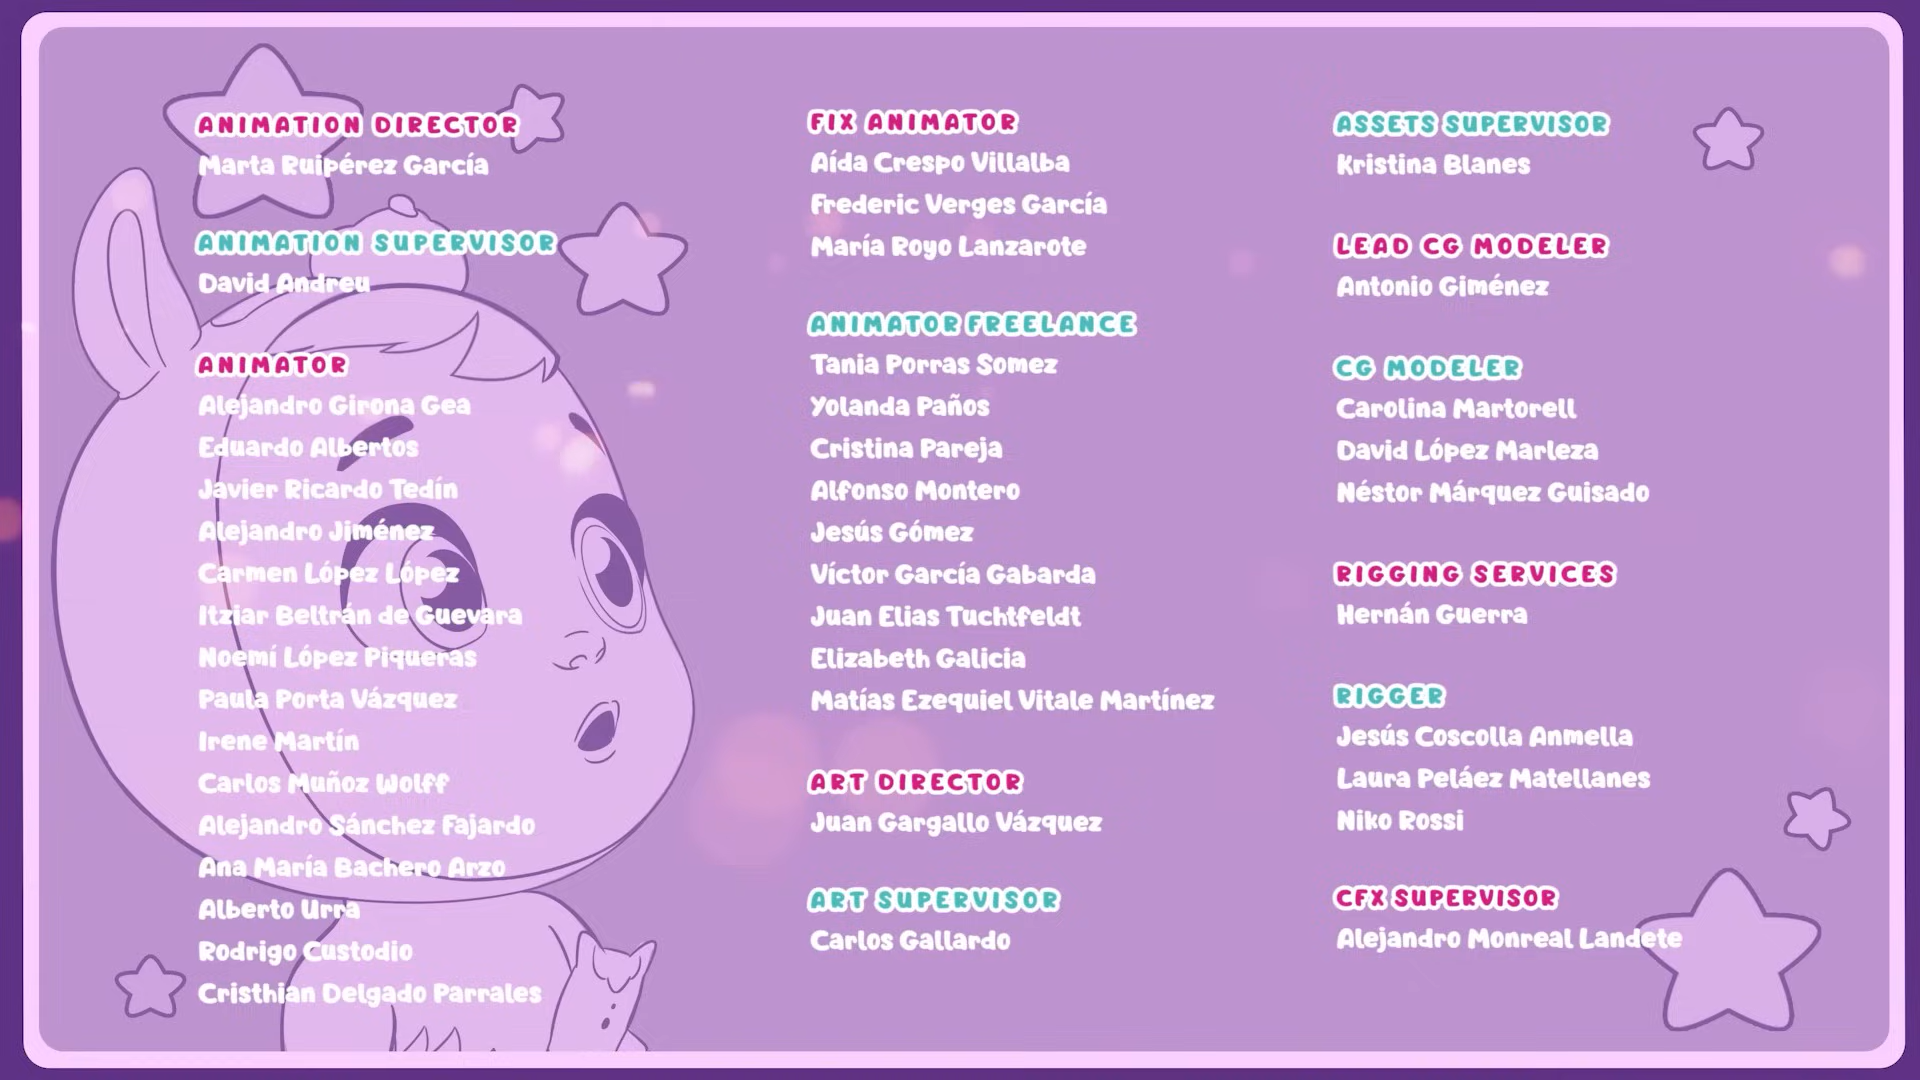 ANIMATION DIRECTOR
Marta Ruipérez García
ANIMATION SUPERVISOR
David Andreu
ANIMATOR
Alejandro Girona Gea
Eduardo Albertos
Javier Ricardo Tedín
Alejandro Jiménez
Carmen López López
Itziar Beltrán de Guevara
Noemí López Piqueras
Paula Porta Vázquez
Irene Martín
Carlos Muñoz Wolff
Alejandro Sánchez Fajardo
Ana María Bachero Arzo
Alberto Urra
Rodrigo Custodio
Cristhian Delgado Parrales
FIX ANIMATOR
Aída Crespo Villalba
Frederic Verges García
María Royo Lanzarote
ANIMATOR FREELANCE
Tania Porras Somez
Yolanda Paños
Cristina Pareja
Alfonso Montero
Jesús Gómez
Víctor García Gabarda
Juan Elias Tuchtfeldt
Elizabeth Galicia
Matías Ezequiel Vitale Martínez
ART DIRECTOR
Juan Gargallo Vázquez
ART SUPERVISOR
Carlos Gallardo
ASSETS SUPERVISOR
Kristina Blanes
LEAD CG MODELER
Antonio Giménez
CG MODELER
Carolina Martorell
David López Marleza
Néstor Márquez Guisado
RIGGING SERVICES
Hernán Guerra
RIGGER
Jesús Coscolla Anmella
Laura Peláez Matellanes
Niko Rossi
CFX SUPERVISOR
Alejandro Monreal Landete